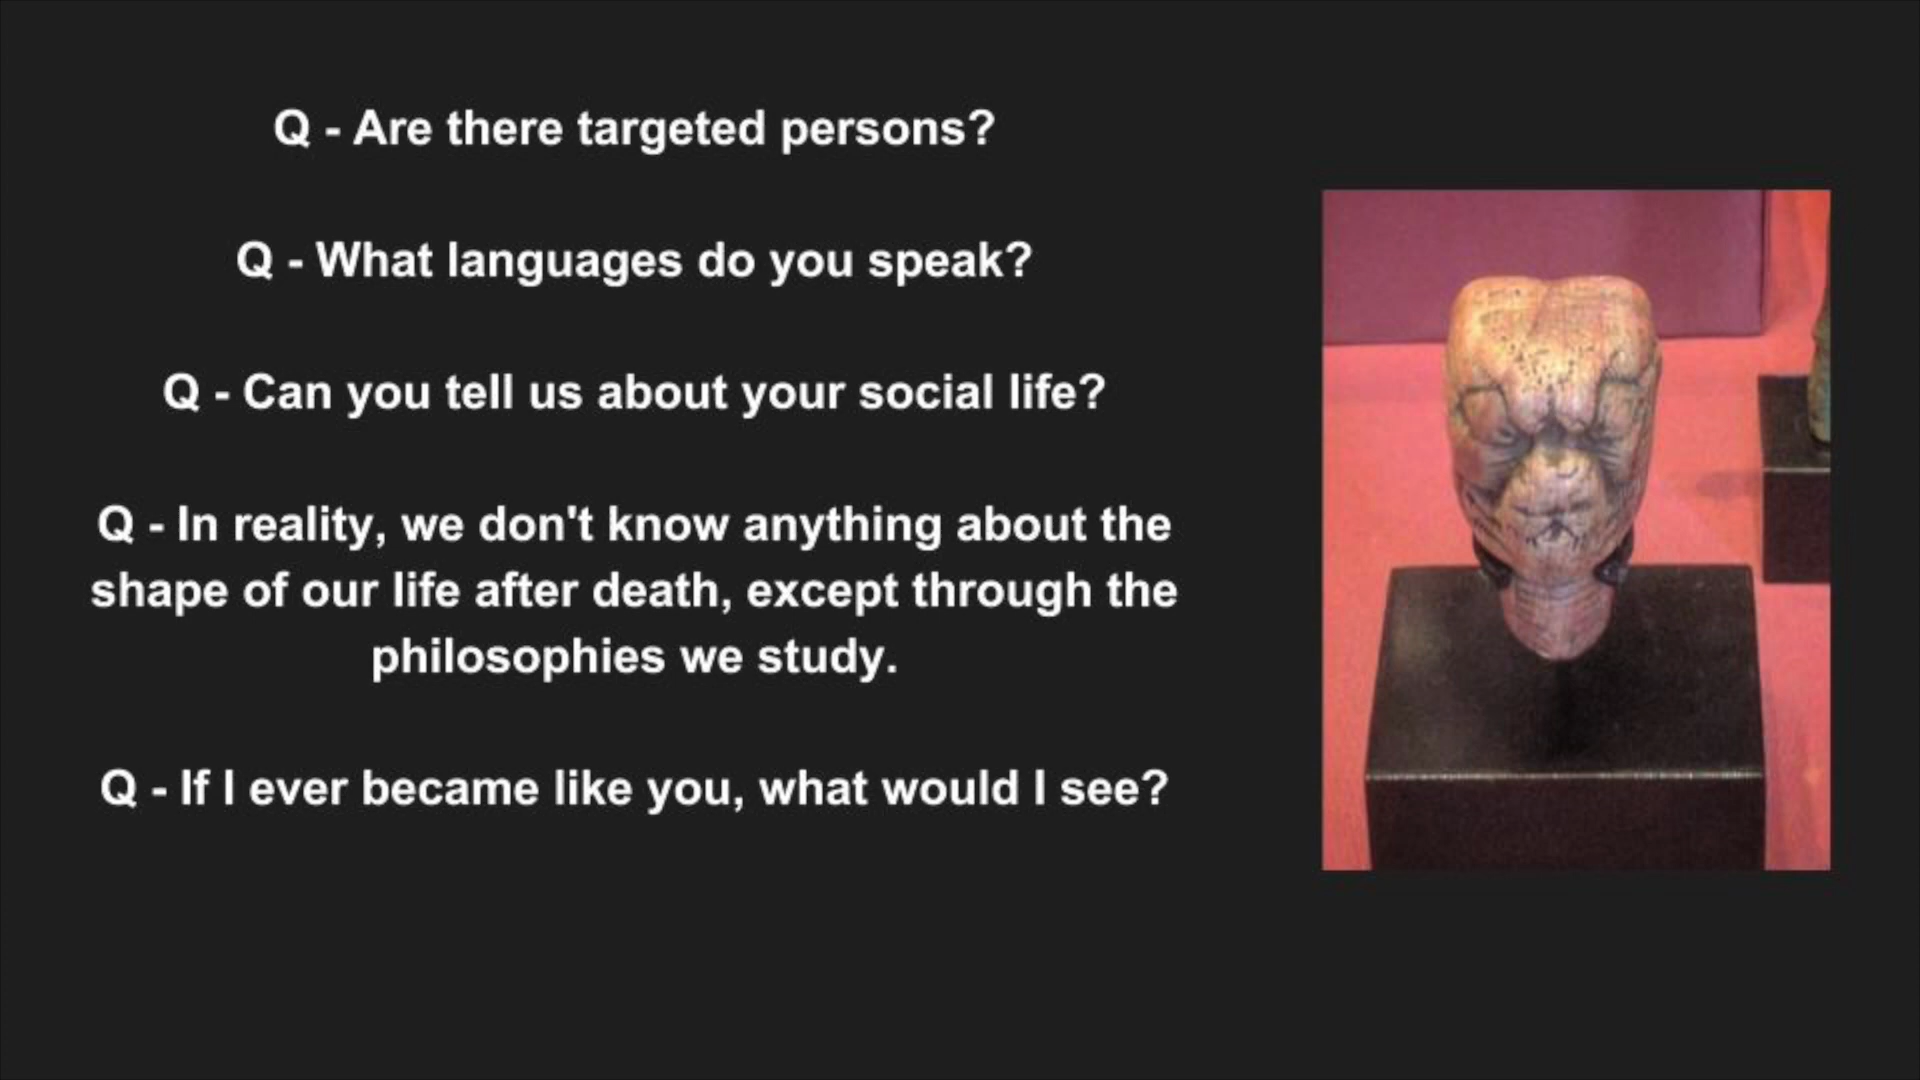 Q - Are there targeted persons?
Q - What languages do you speak?
Q - Can you tell us about your social life?
Q - In reality, we don't know anything about the
shape of our life after death, except through the
philosophies we study.
Q - If I ever became like you, what would I see?